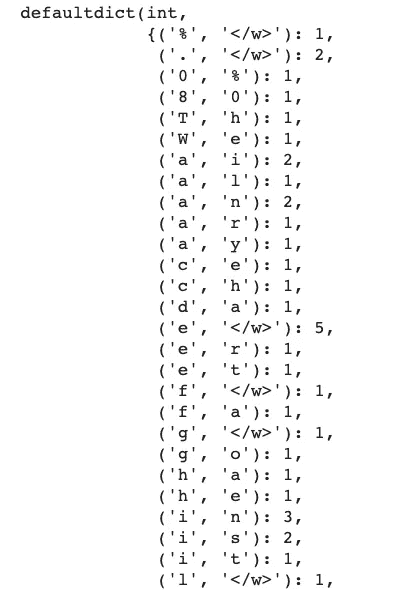 defaultdict(int,
{('%', '</w>'): 1,
('.', '</w>'): 2,
('0', '%'): 1,
('8', '0'): 1,
('T', 'h'): 1,
('W', 'e'): 1,
('a', 'i'): 2,
('a', 'l'): 1,
('a', 'n'): 2,
('a', 'r'): 1,
('a', 'y'): 1,
('c', 'e'): 1,
('c', 'h'): 1,
('d', 'a'): 1,
('e', '</w>'): 5,
('e', 'r'): 1,
('e', 't'): 1,
('f', '</w>'): 1,
('f', 'a'): 1,
('g', '</w>'): 1,
('g', 'o'): 1,
('h', 'a'): 1,
('h', 'e'): 1,
('i', 'n'): 3,
('i', 's'): 2,
('i', 't'): 1,
('l', '</w>'): 1,